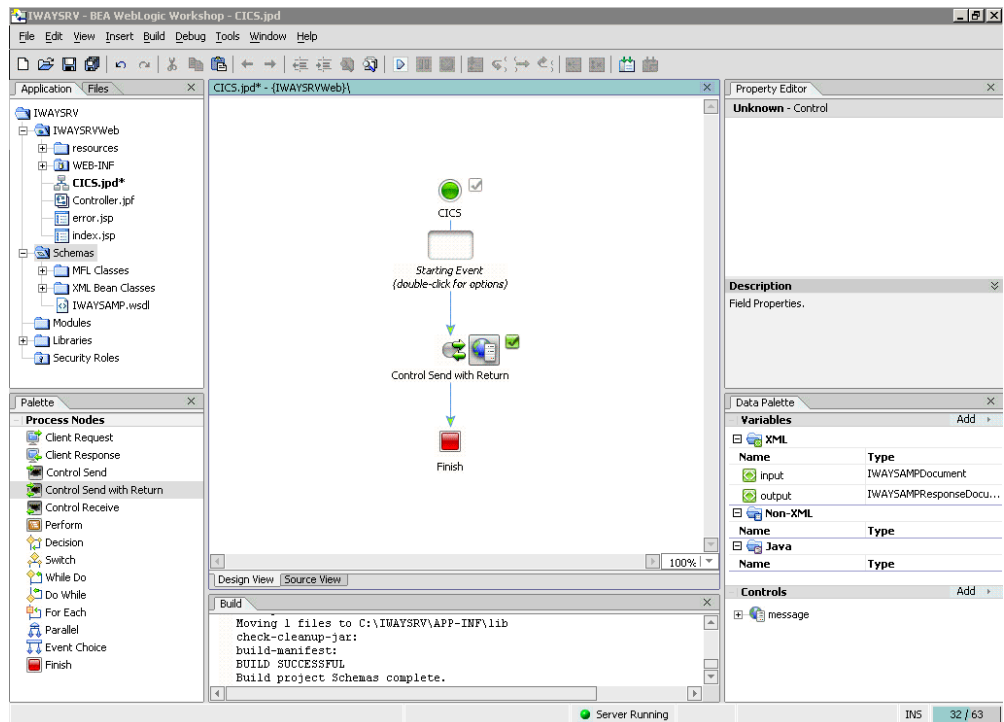 IWAYSRV - BEA WebLogic Workshop - CICS.jpd
File Edit View Insert Build Debug Tools Window Help
Application Files
IWAYSRV
IWAYSRVWeb
resources
WEB-INF
CICS.jpd*
Controller.jpf
error.jsp
index.jsp
Schemas
MFL Classes
XML Bean Classes
IWAYSAMP.wsdl
Modules
Libraries
Security Roles
Palette
Process Nodes
Client Request
Client Response
Control Send
Control Send with Return
Control Receive
Perform
Decision
Switch
While Do
Do While
For Each
Parallel
Event Choice
Finish
CICS.jpd* - {IWAYSRVWeb}\
CICS
Starting Event
(double-click for options)
Control Send with Return
Finish
100%
Design View Source View
Build
Moving 1 files to C:\IWAYSRV\APP-INF\lib
check-cleanup-jar:
build-manifest:
BUILD SUCCESSFUL
Build project Schemas complete.
Property Editor
Unknown - Control
Description
Field Properties.
Data Palette
Variables Add
XML
Name Type
input IWAYSAMPDocument
output IWAYSAMPResponseDocu...
Non-XML
Name Type
Java
Name Type
Controls Add
message
Server Running INS 32 / 63